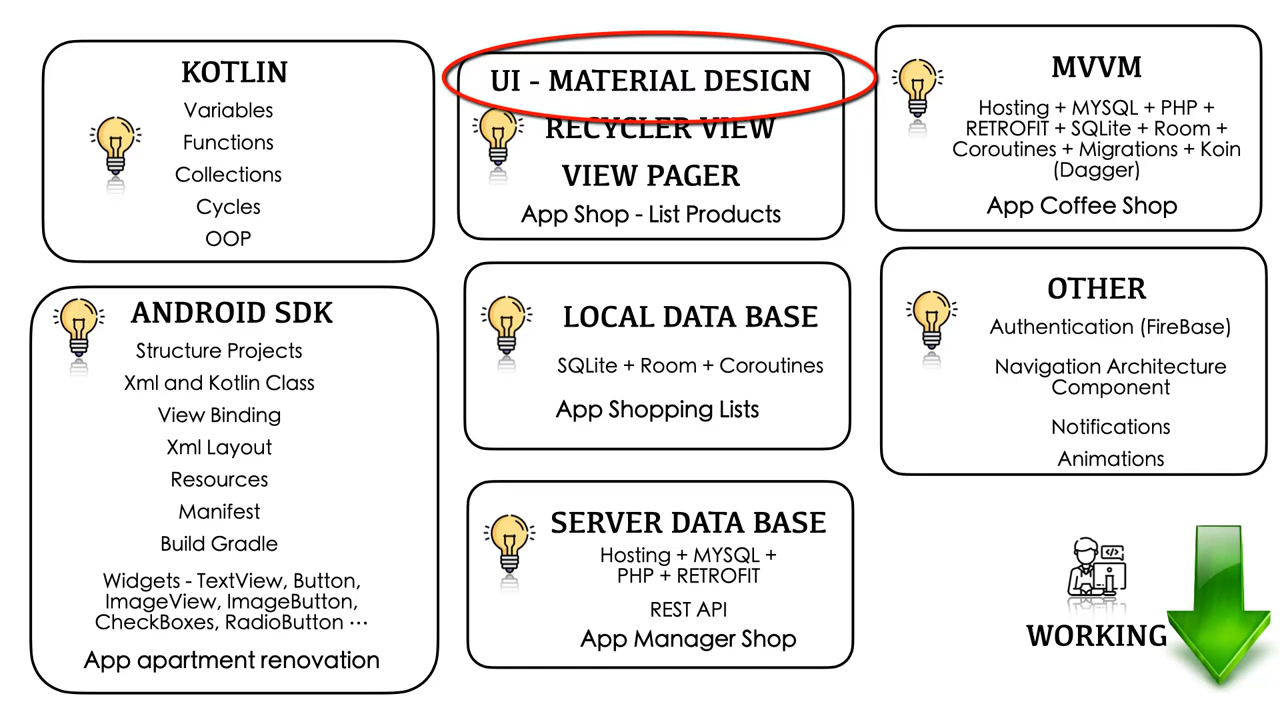 KOTLIN
Variables
Functions
Collections
Cycles
OOP
ANDROID SDK
Structure Projects
Xml and Kotlin Class
View Binding
Xml Layout
Resources
Manifest
Build Gradle
Widgets - TextView, Button,
ImageView, ImageButton,
CheckBoxes, RadioButton ···
App apartment renovation
UI - MATERIAL DESIGN
RECYCLER VIEW
VIEW PAGER
App Shop - List Products
LOCAL DATA BASE
SQLite + Room + Coroutines
App Shopping Lists
SERVER DATA BASE
Hosting + MYSQL +
PHP + RETROFIT
REST API
App Manager Shop
MVVM
Hosting + MYSQL + PHP +
RETROFIT + SQLite + Room +
Coroutines + Migrations + Koin
(Dagger)
App Coffee Shop
OTHER
Authentication (FireBase)
Navigation Architecture
Component
Notifications
Animations
WORKING